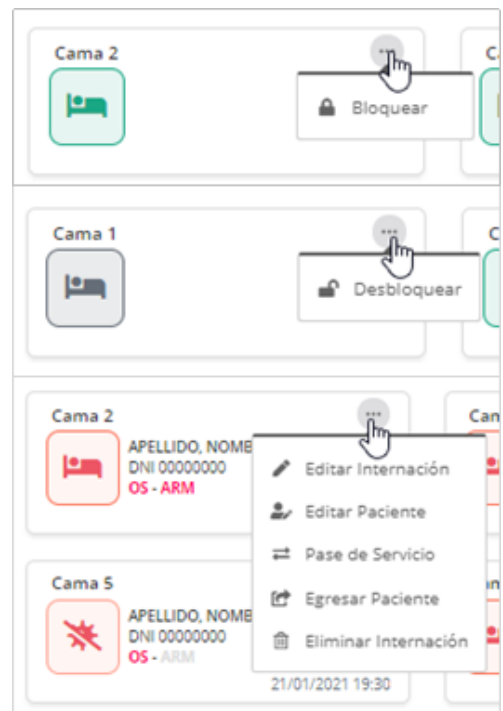 Cama 2
Bloquear
Cama 1
Desbloquear
Cama 2
APELLIDO, NOMB
DNI 00000000
OS - ARM
Editar Internación
Editar Paciente
Pase de Servicio
Egresar Paciente
Eliminar Internación
Cama 5
APELLIDO, NOMB
DNI 00000000
OS - ARM
21/01/2021 19:30